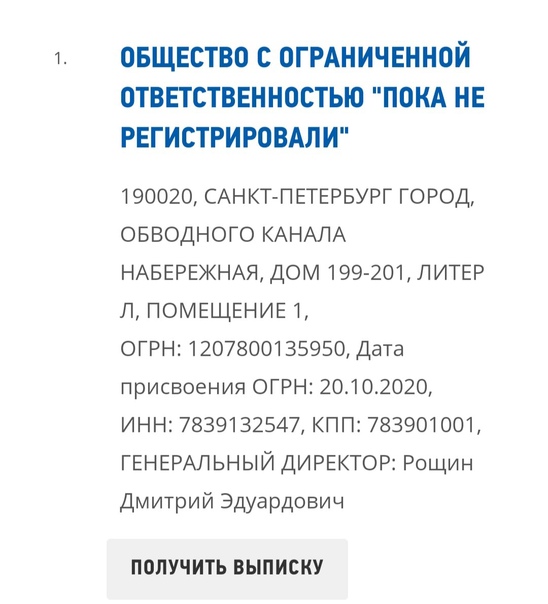 1.
ОБЩЕСТВО С ОГРАНИЧЕННОЙ
ОТВЕТСТВЕННОСТЬЮ "ПОКА НЕ
РЕГИСТРИРОВАЛИ"
190020, САНКТ-ПЕТЕРБУРГ ГОРОД,
ОБВОДНОГО КАНАЛА
НАБЕРЕЖНАЯ, ДОМ 199-201, ЛИТЕР
Л, ПОМЕЩЕНИЕ 1,
ОГРН: 1207800135950, Дата
присвоения ОГРН: 20.10.2020,
ИНН: 7839132547, КПП: 783901001,
ГЕНЕРАЛЬНЫЙ ДИРЕКТОР: Рощин
Дмитрий Эдуардович
ПОЛУЧИТЬ ВЫПИСКУ